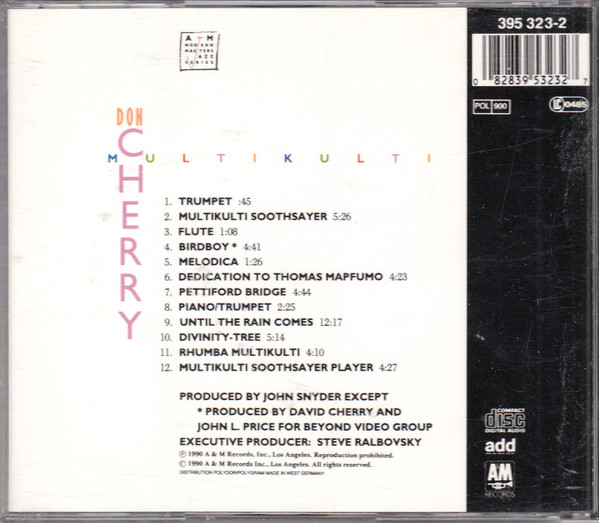 395 323-2
A+M
MODERN
MASTERS
JAZZ
SERIES
0 82839 53232 7
POL 900
LC 0485
DON
CHERRY
MULTIKULTI
1. TRUMPET :45
2. MULTIKULTI SOOTHSAYER 5:26
3. FLUTE 1:08
4. BIRDBOY * 4:41
5. MELODICA 1:26
6. DEDICATION TO THOMAS MAPFUMO 4:23
7. PETTIFORD BRIDGE 4:44
8. PIANO/TRUMPET 2:25
9. UNTIL THE RAIN COMES 12:17
10. DIVINITY-TREE 5:14
11. RHUMBA MULTIKULTI 4:10
12. MULTIKULTI SOOTHSAYER PLAYER 4:27
PRODUCED BY JOHN SNYDER EXCEPT
* PRODUCED BY DAVID CHERRY AND
JOHN L. PRICE FOR BEYOND VIDEO GROUP
EXECUTIVE PRODUCER: STEVE RALBOVSKY
℗ 1990 A & M Records, Inc., Los Angeles. Reproduction prohibited.
© 1990 A & M Records Inc., Los Angeles. All rights reserved.
DISTRIBUTION POLYDOR/POLYGRAM MADE IN WEST GERMANY
COMPACT
disc
DIGITAL AUDIO
add
AM
RECORDS